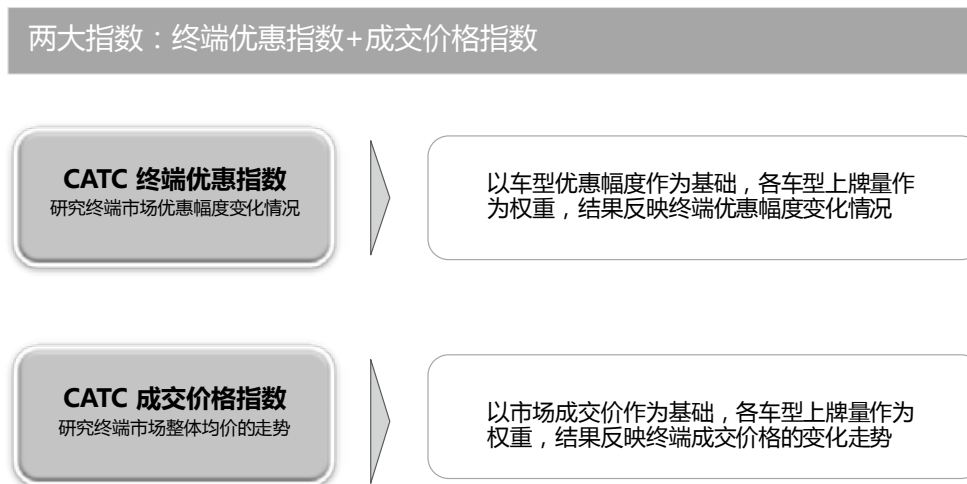 两大指数：终端优惠指数+成交价格指数
CATC 终端优惠指数
研究终端市场优惠幅度变化情况
以车型优惠幅度作为基础，各车型上牌量作
为权重，结果反映终端优惠幅度变化情况
CATC 成交价格指数
研究终端市场整体均价的走势
以市场成交价作为基础，各车型上牌量作为
权重，结果反映终端成交价格的变化走势